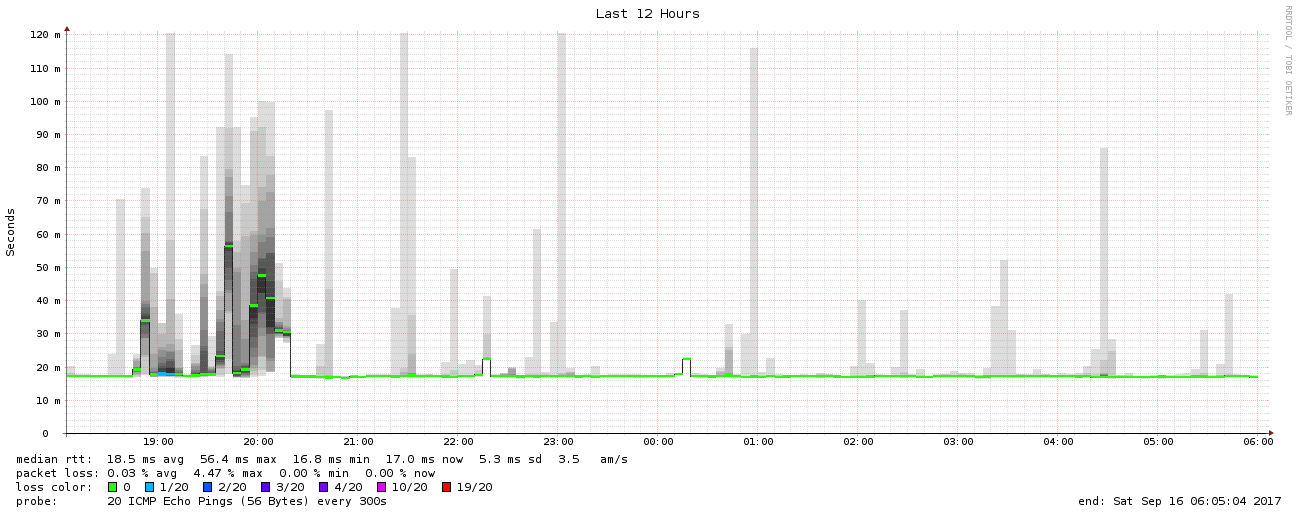 Last 12 Hours
RRDTOOL / TOBI OETIKER
Seconds
120 m
110 m
100 m
90 m
80 m
70 m
60 m
50 m
40 m
30 m
20 m
10 m
0
19:00 20:00 21:00 22:00 23:00 00:00 01:00 02:00 03:00 04:00 05:00 06:00
median rtt: 18.5 ms avg 56.4 ms max 16.8 ms min 17.0 ms now 5.3 ms sd 3.5 am/s
packet loss: 0.03 % avg 4.47 % max 0.00 % min 0.00 % now
loss color: 0 1/20 2/20 3/20 4/20 10/20 19/20
probe: 20 ICMP Echo Pings (56 Bytes) every 300s end: Sat Sep 16 06:05:04 2017